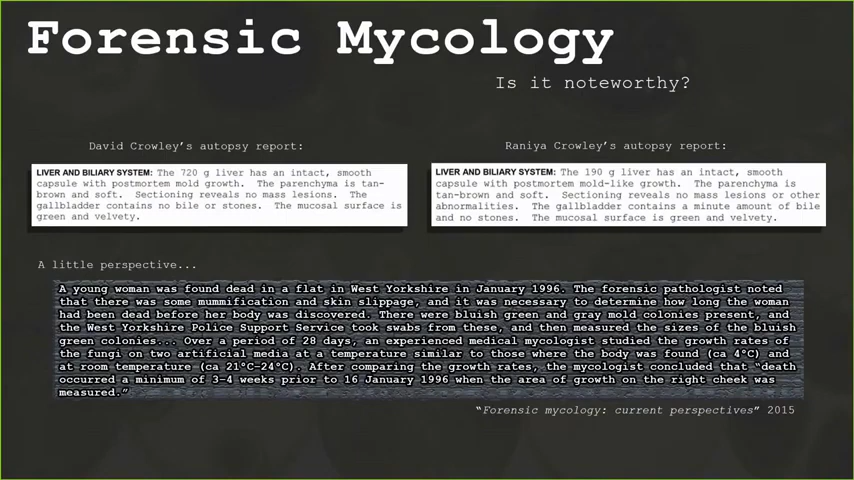 Forensic Mycology
Is it noteworthy?
David Crowley's autopsy report:
LIVER AND BILIARY SYSTEM: The 720 g liver has an intact, smooth
capsule with postmortem mold growth. The parenchyma is tan-
brown and soft. Sectioning reveals no mass lesions. The
gallbladder contains no bile or stones. The mucosal surface is
green and velvety.
Raniya Crowley's autopsy report:
LIVER AND BILIARY SYSTEM: The 190 g liver has an intact, smooth
capsule with postmortem mold-like growth. The parenchyma is
tan-brown and soft. Sectioning reveals no mass lesions or other
abnormalities. The gallbladder contains a minute amount of bile
and no stones. The mucosal surface is green and velvety.
A little perspective...
A young woman was found dead in a flat in West Yorkshire in January 1996. The forensic pathologist noted
that there was some mummification and skin slippage, and it was necessary to determine how long the woman
had been dead before her body was discovered. There were bluish green and gray mold colonies present, and
the West Yorkshire Police Support Service took swabs from these, and then measured the sizes of the bluish
green colonies... Over a period of 28 days, an experienced medical mycologist studied the growth rates of
the fungi on two artificial media at a temperature similar to those where the body was found (ca 4°C) and
at room temperature (ca 21°C–24°C). After comparing the growth rates, the mycologist concluded that "death
occurred a minimum of 3–4 weeks prior to 16 January 1996 when the area of growth on the right cheek was
measured."
"Forensic mycology: current perspectives" 2015